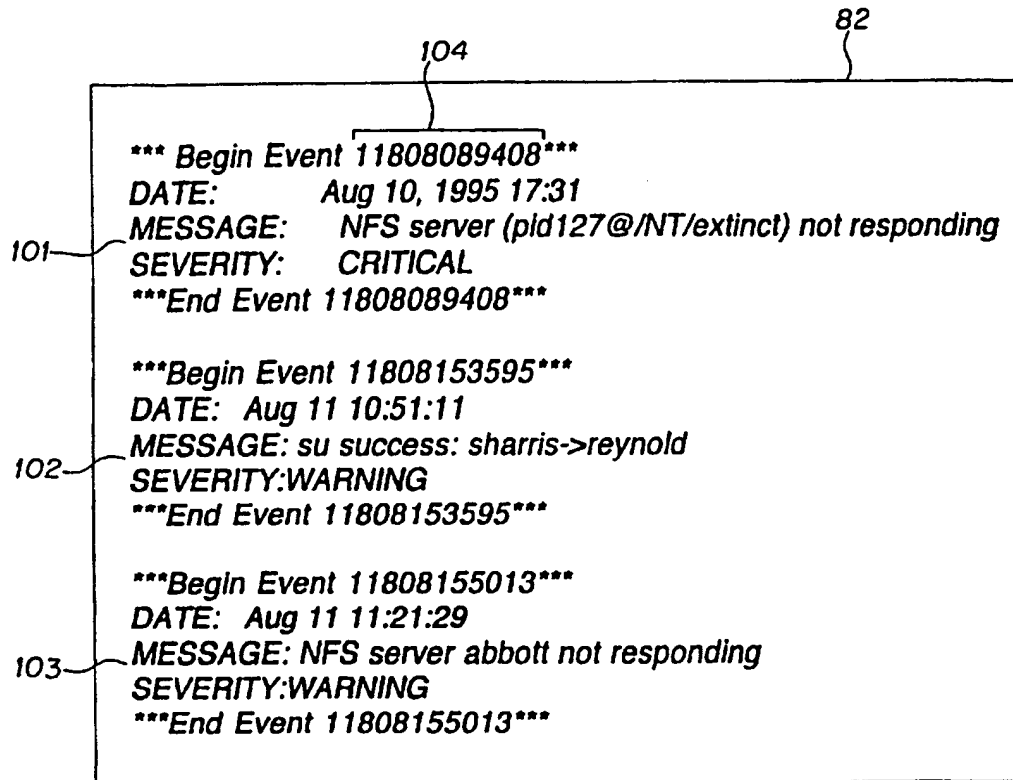 82
104
*** Begin Event 11808089408***
DATE: Aug 10, 1995 17:31
101 MESSAGE: NFS server (pid127@/NT/extinct) not responding
SEVERITY: CRITICAL
***End Event 11808089408***
***Begin Event 11808153595***
DATE: Aug 11 10:51:11
102 MESSAGE: su success: sharris->reynold
SEVERITY:WARNING
***End Event 11808153595***
***Begin Event 11808155013***
DATE: Aug 11 11:21:29
103 MESSAGE: NFS server abbott not responding
SEVERITY:WARNING
***End Event 11808155013***